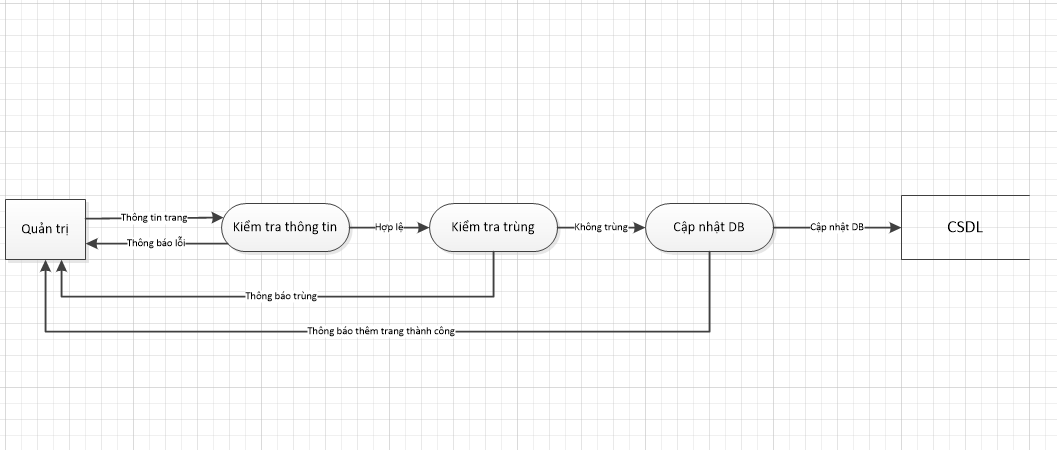 Quản trị
Thông tin trang
Thông báo lỗi
Kiểm tra thông tin
Hợp lệ
Kiểm tra trùng
Không trùng
Cập nhật DB
Cập nhật DB
CSDL
Thông báo trùng
Thông báo thêm trang thành công